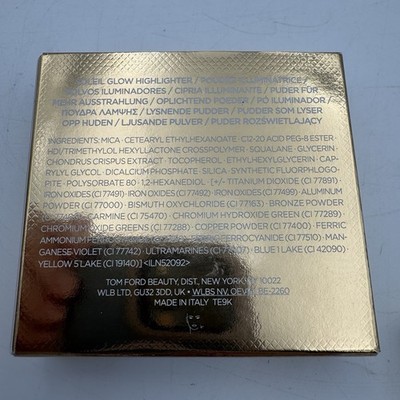 SOLEIL GLOW HIGHLIGHTER / POUDRE ILLUMINATRICE /
POLVOS ILUMINADORES / CIPRIA ILLUMINANTE / PUDER FÜR
MEHR AUSSTRAHLUNG / OPLICHTEND POEDER / PÓ ILUMINADOR /
ΠΟΥΔΡΑ ΛΑΜΨΗΣ / LYSNENDE PUDDER / PUDDER SOM LYSER
OPP HUDEN / LJUSANDE PULVER / PUDER ROZŚWIETLAJĄCY
INGREDIENTS: MICA · CETEARYL ETHYLHEXANOATE · C12-20 ACID PEG-8 ESTER ·
HDI/TRIMETHYLOL HEXYLLACTONE CROSSPOLYMER · SQUALANE · GLYCERIN ·
CHONDRUS CRISPUS EXTRACT · TOCOPHEROL · ETHYLHEXYLGLYCERIN · CAP-
RYLYL GLYCOL · DICALCIUM PHOSPHATE · SILICA · SYNTHETIC FLUORPHLOGO-
PITE · POLYSORBATE 80 · 1,2-HEXANEDIOL · [+/- TITANIUM DIOXIDE (CI 77891) ·
IRON OXIDES (CI 77491) · IRON OXIDES (CI 77492) · IRON OXIDES (CI 77499) · ALUMINUM
POWDER (CI 77000) · BISMUTH OXYCHLORIDE (CI 77163) · BRONZE POWDER
CARMINE (CI 75470) · CHROMIUM HYDROXIDE GREEN (CI 77289)
CHROMIUM OXIDE GREENS (CI 77288) · COPPER POWDER (CI 77400) · FERRIC
AMMONIUM FERROCYANIDE (CI 77510) · MAN-
GANESE VIOLET (CI 77742) · ULTRAMARINES (CI 77007) · BLUE 1 LAKE (CI 42090) ·
YELLOW 5 LAKE (CI 19140)] <ILN52092>
TOM FORD BEAUTY, DIST, NEW YORK, NY 10022
WLB LTD, GU32 3DD, UK · WLBS NV, OEVEL BE-2260
MADE IN ITALY TE9K